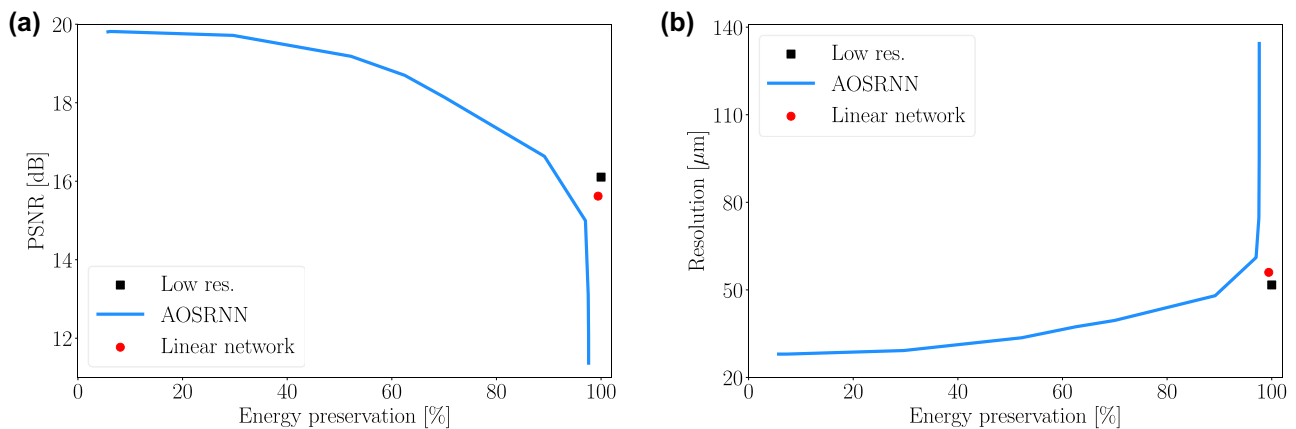 (a)
20
18
16
14
12
PSNR [dB]
Low res.
AOSRNN
Linear network
0 20 40 60 80 100
Energy preservation [%]
(b)
140
110
80
50
20
Resolution [μm]
Low res.
AOSRNN
Linear network
0 20 40 60 80 100
Energy preservation [%]